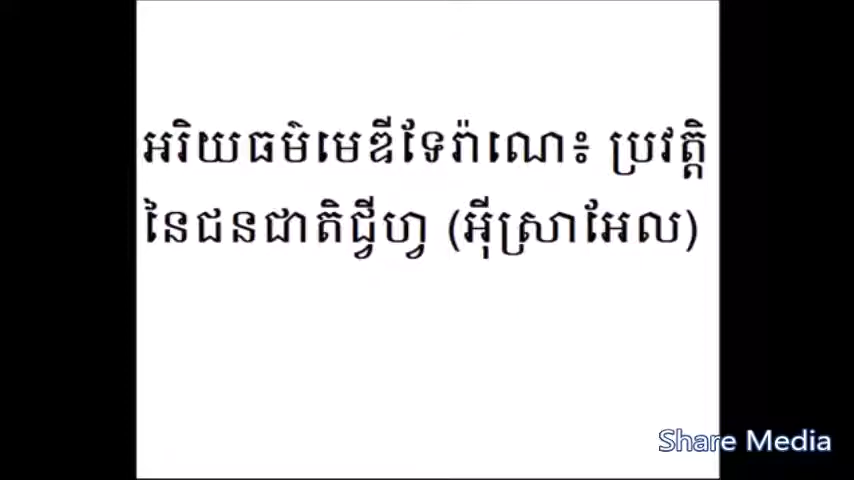 អរិយធម៌មេឌីទែរ៉ាណេ៖ ប្រវត្តិ
នៃជនជាតិជ្វីហ្វ (អ៊ីស្រាអែល)
Share Media